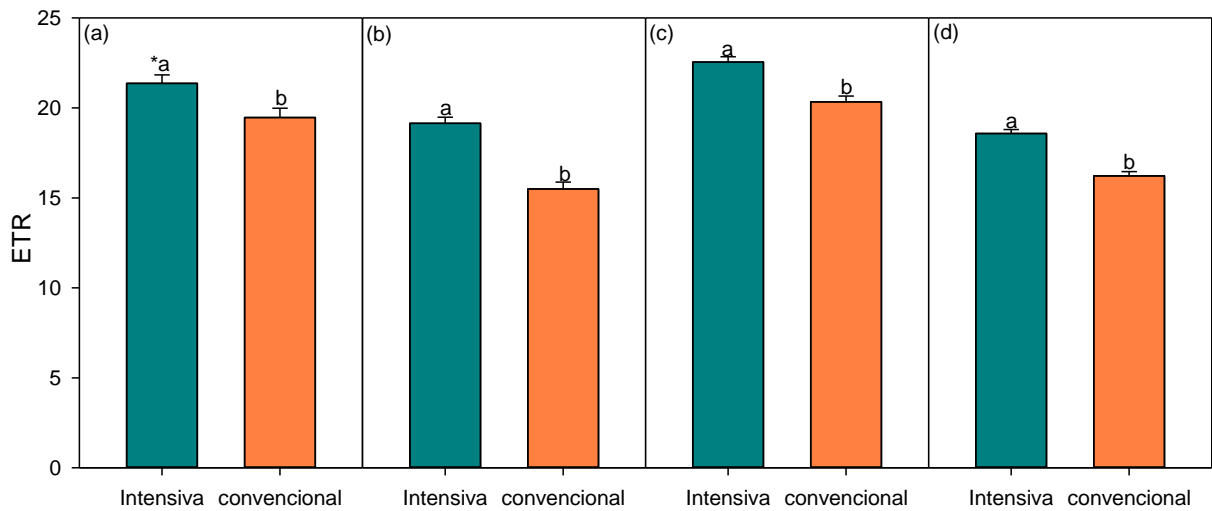 25
20
15
10
5
0
ETR
(a)
*a
b
(b)
a
b
(c)
a
b
(d)
a
b
Intensiva convencional
Intensiva convencional
Intensiva convencional
Intensiva convencional